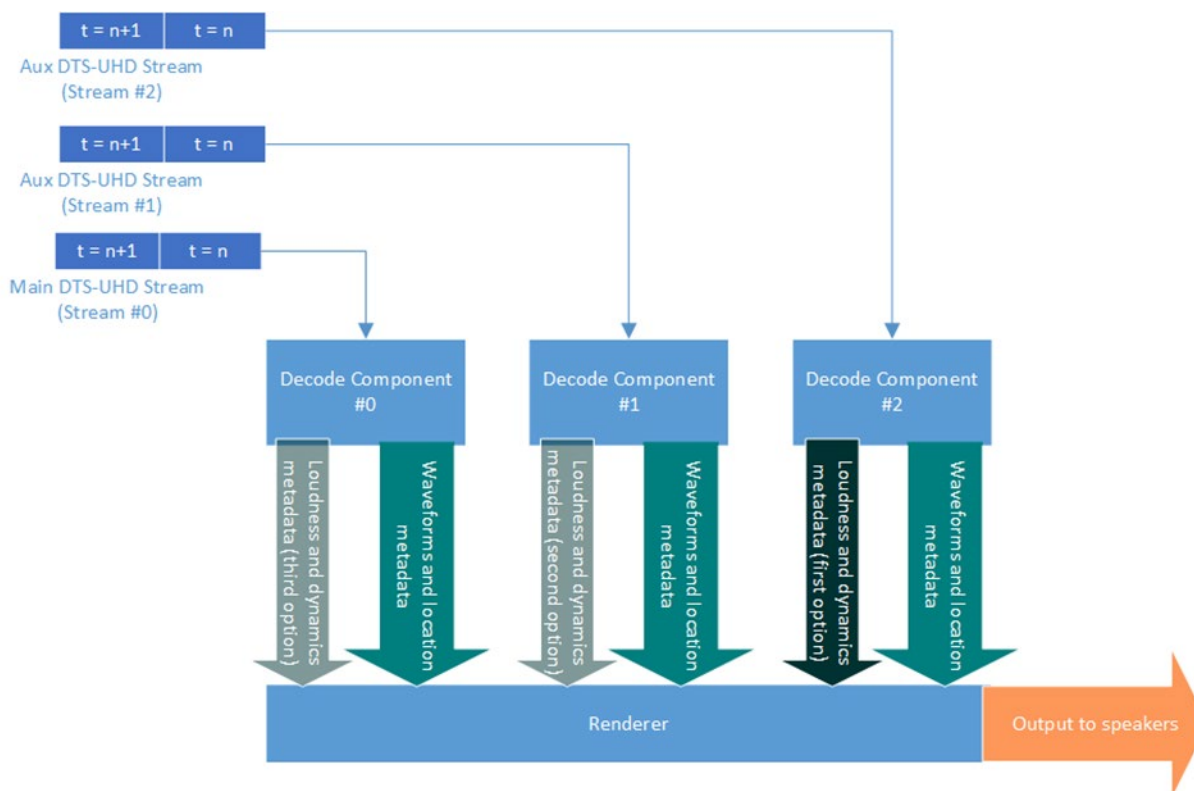 t = n+1 t = n
Aux DTS-UHD Stream
(Stream #2)
t = n+1 t = n
Aux DTS-UHD Stream
(Stream #1)
t = n+1 t = n
Main DTS-UHD Stream
(Stream #0)
Decode Component
#0
Decode Component
#1
Decode Component
#2
Loudness and dynamics
metadata (third option)
Waveforms and location
metadata
Loudness and dynamics
metadata (second option)
Waveforms and location
metadata
Loudness and dynamics
metadata (first option)
Waveforms and location
metadata
Renderer
Output to speakers